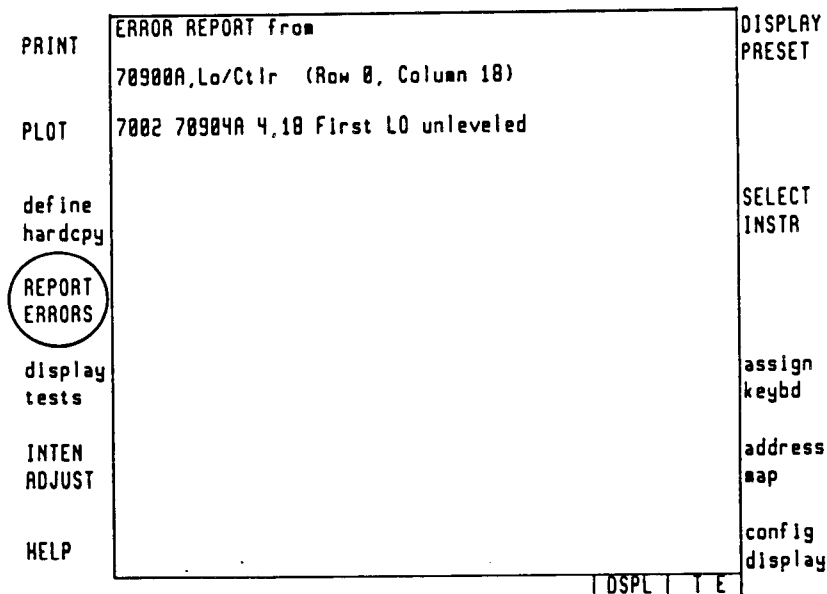 PRINT
PLOT
define
hardcpy
REPORT
ERRORS
display
tests
INTEN
ADJUST
HELP
ERROR REPORT from
70900A,Lo/Ctlr (Row 0, Column 18)
7002 70904A 4,18 First LO unleveled
DISPLAY
PRESET
SELECT
INSTR
assign
keybd
address
map
config
display
| DSPL | T E |